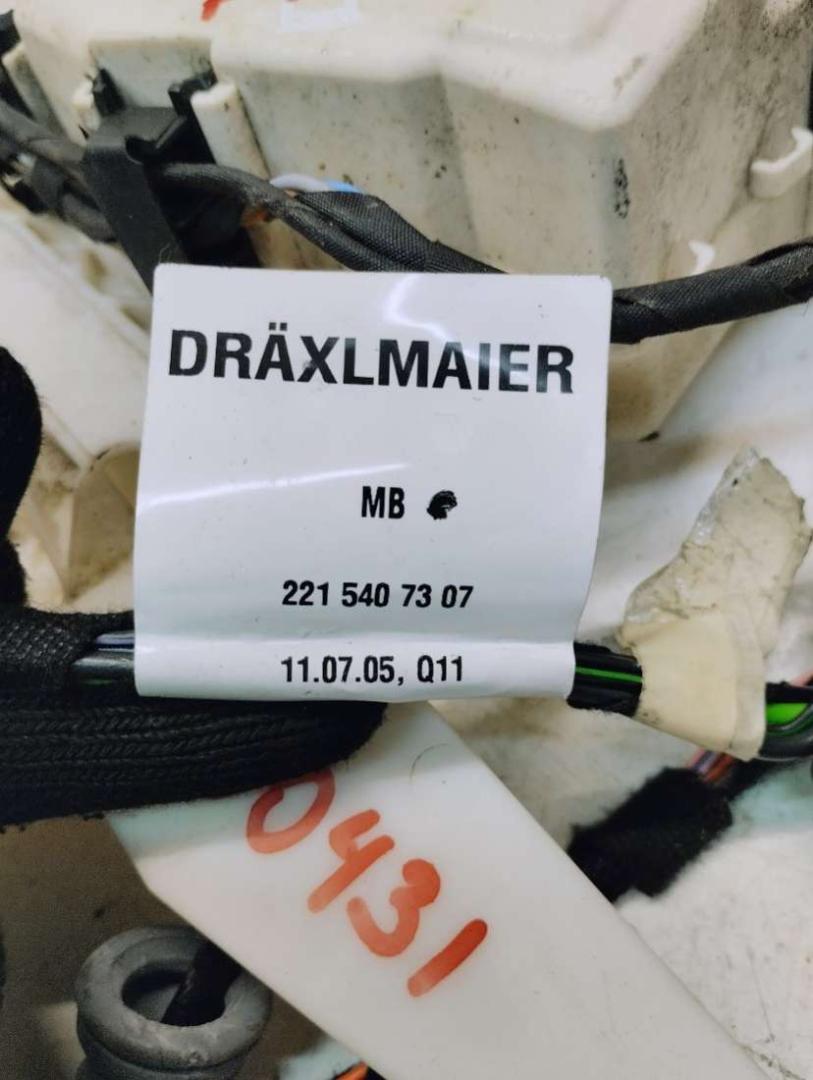 DRÄXLMAIER
MB
221 540 73 07
11.07.05, Q11
0431